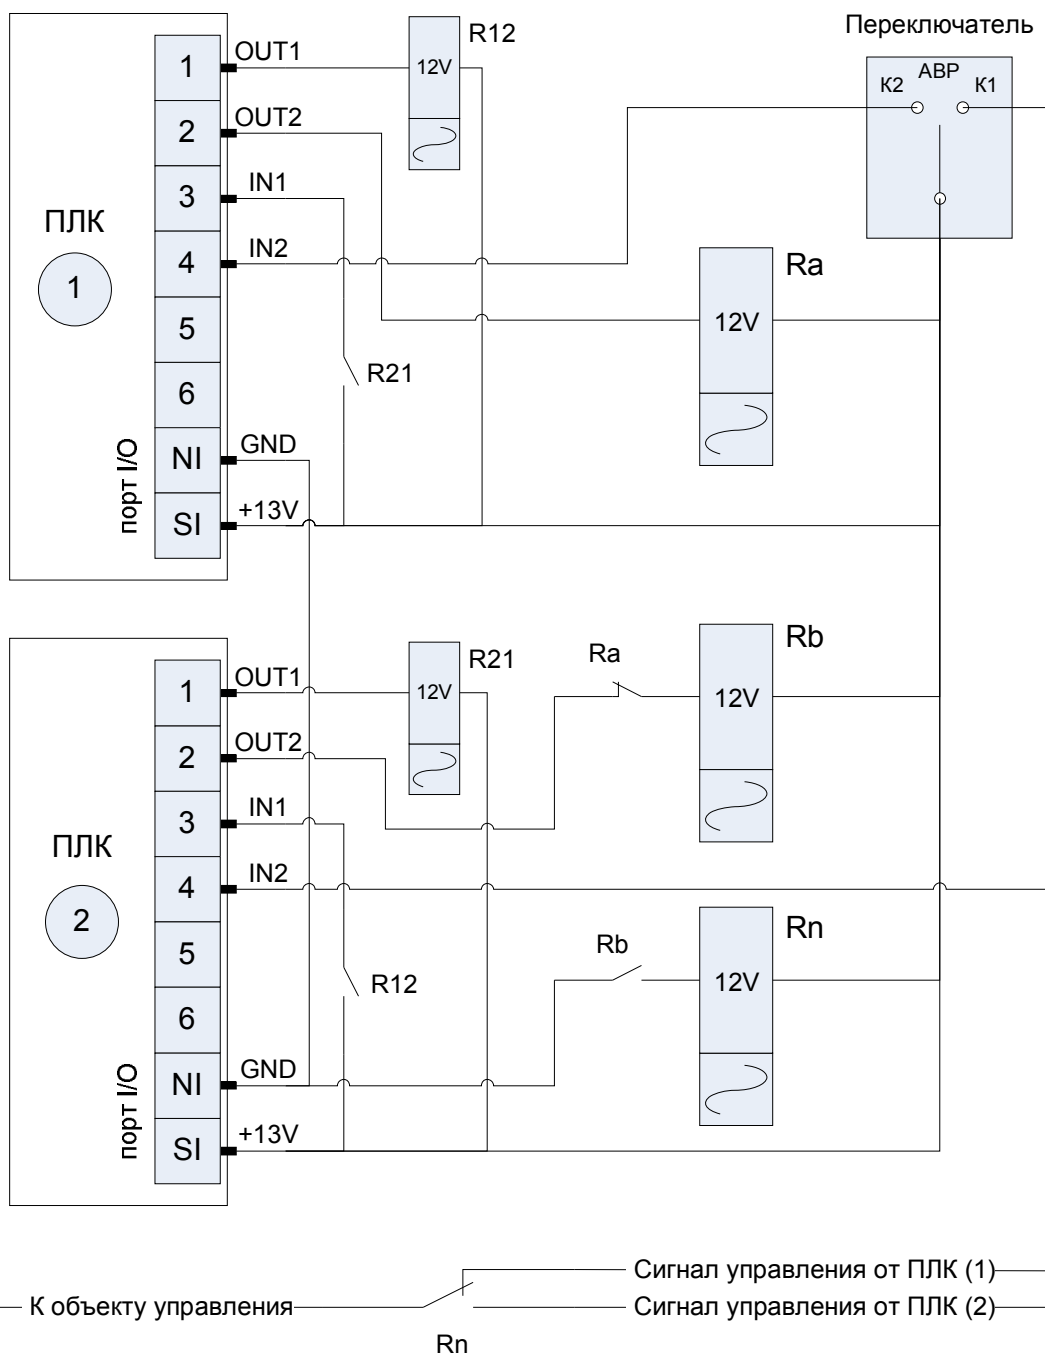 Переключатель
АВР
К2
К1
ПЛК
1
порт I/O
1
2
3
4
5
6
NI
SI
OUT1
OUT2
IN1
IN2
GND
+13V
R12
12V
R21
Ra
12V
ПЛК
2
порт I/O
1
2
3
4
5
6
NI
SI
OUT1
OUT2
IN1
IN2
GND
+13V
R21
12V
R12
Ra
Rb
12V
Rb
Rn
12V
К объекту управления
Rn
Сигнал управления от ПЛК (1)
Сигнал управления от ПЛК (2)